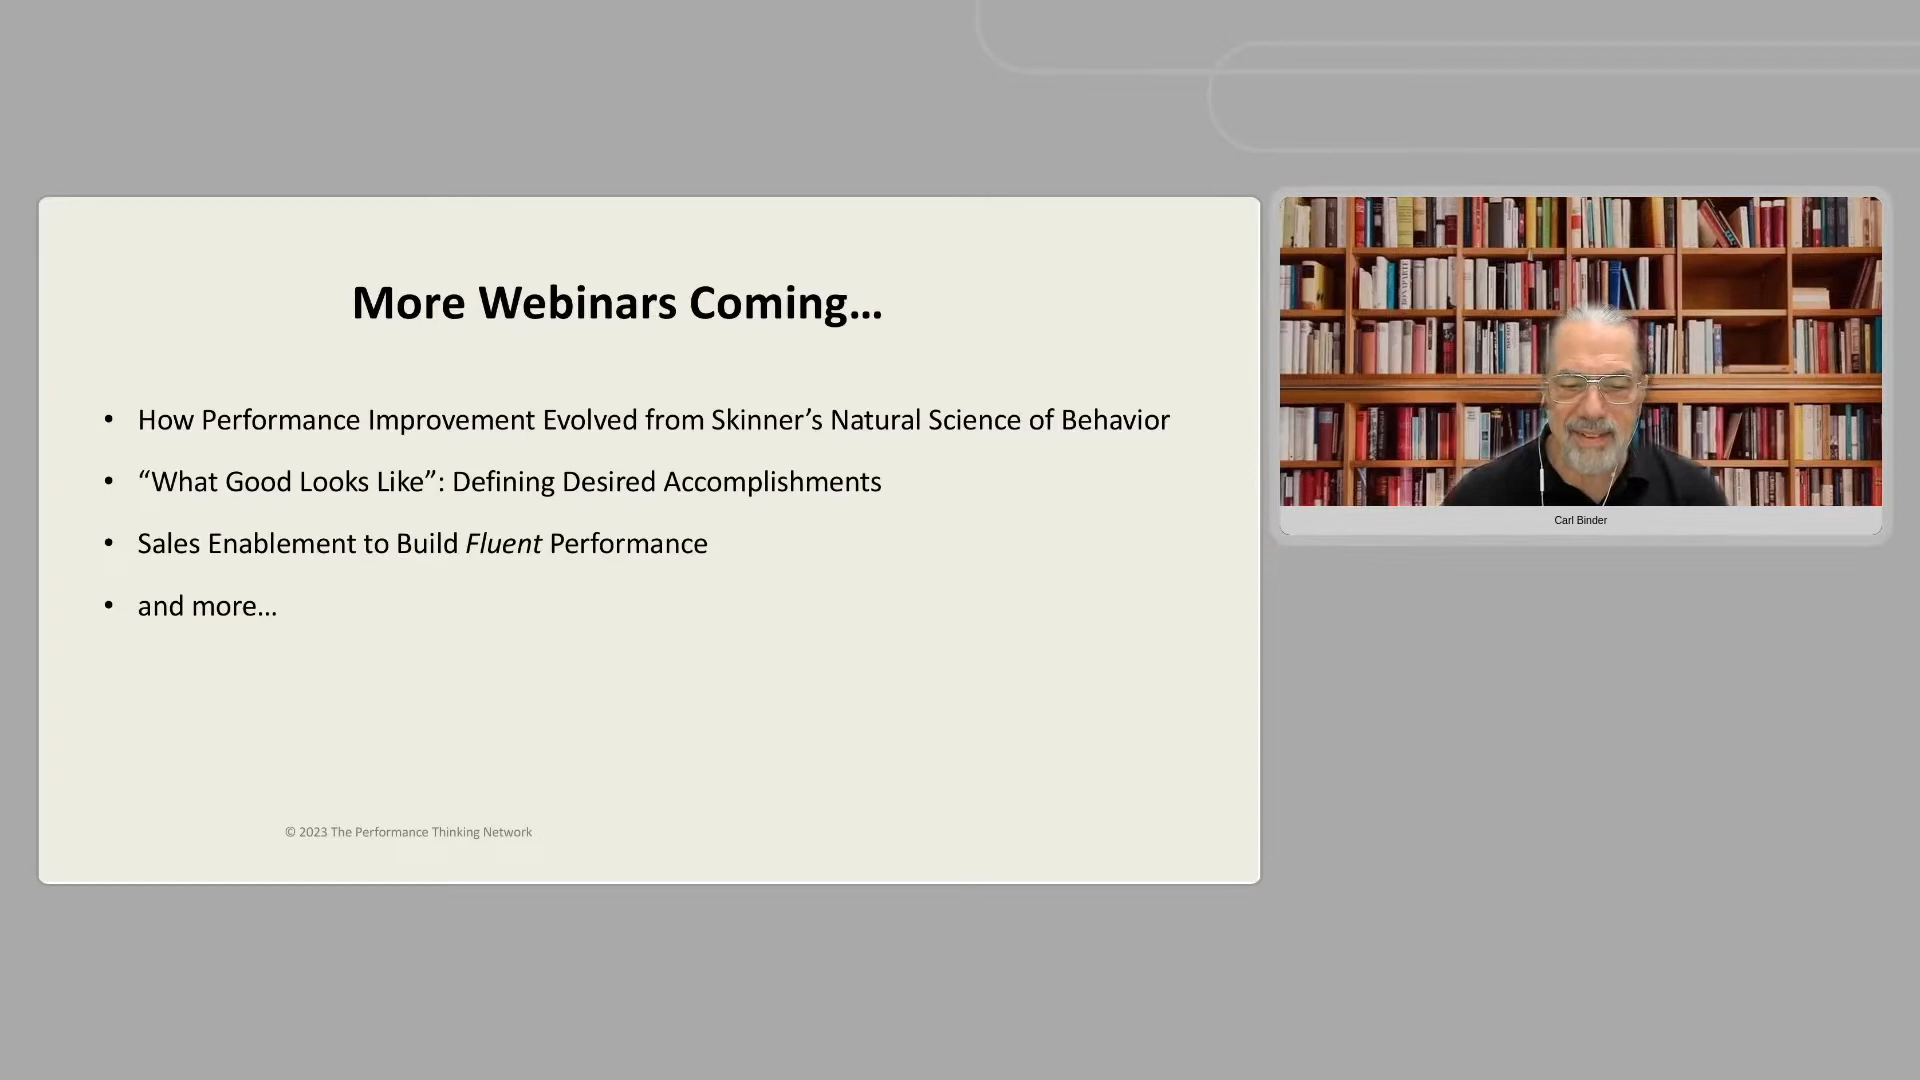 More Webinars Coming…
• How Performance Improvement Evolved from Skinner’s Natural Science of Behavior
• “What Good Looks Like”: Defining Desired Accomplishments
• Sales Enablement to Build Fluent Performance
• and more…
© 2023 The Performance Thinking Network
Carl Binder